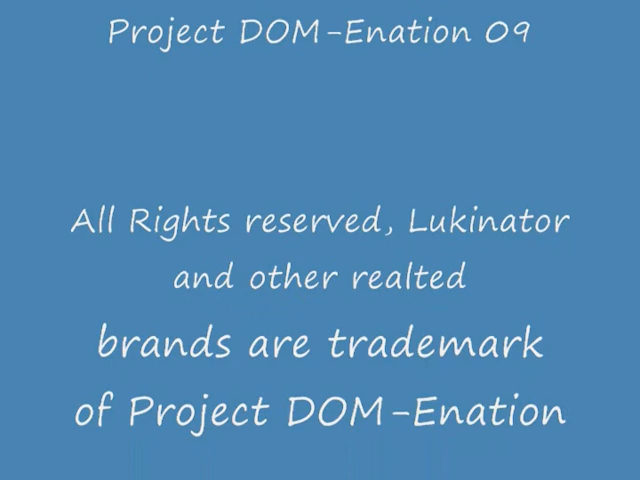 Project DOM-Enation 09
All Rights reserved, Lukinator
and other realted
brands are trademark
of Project DOM-Enation